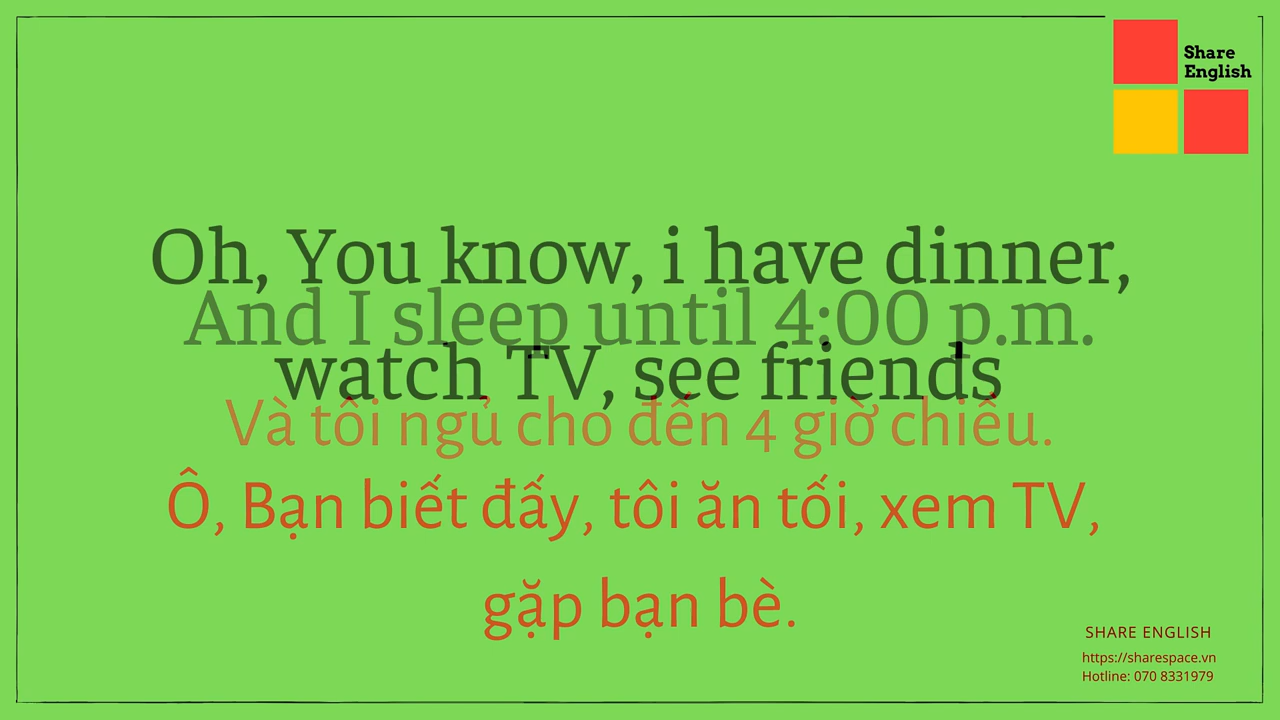 Share
English
Oh, You know, i have dinner,
And I sleep until 4:00 p.m.
watch TV, see friends
Và tôi ngủ cho đến 4 giờ chiều.
Ô, Bạn biết đấy, tôi ăn tối, xem TV,
gặp bạn bè.
SHARE ENGLISH
https://sharespace.vn
Hotline: 070 8331979